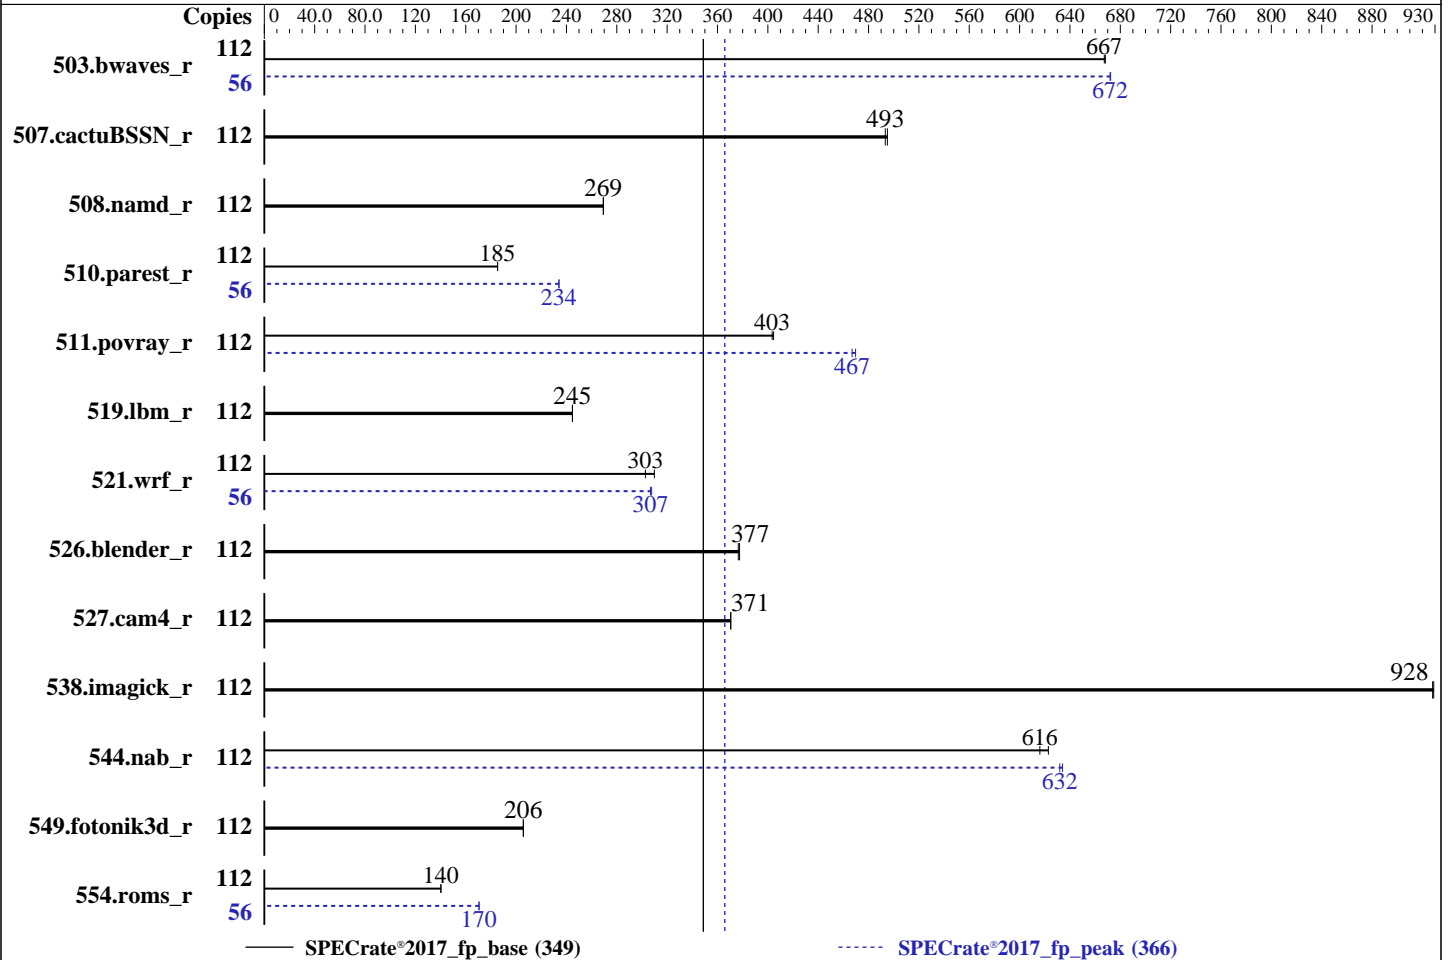 Copies 0 40.0 80.0 120 160 200 240 280 320 360 400 440 480 520 560 600 640 680 720 760 800 840 880 930
503.bwaves_r 112 667
56 672
507.cactuBSSN_r 112 493
508.namd_r 112 269
510.parest_r 112 185
56 234
511.povray_r 112 403
467
519.lbm_r 112 245
521.wrf_r 112 303
56 307
526.blender_r 112 377
527.cam4_r 112 371
538.imagick_r 112 928
544.nab_r 112 616
632
549.fotonik3d_r 112 206
554.roms_r 112 140
56 170
SPECrate®2017_fp_base (349) SPECrate®2017_fp_peak (366)